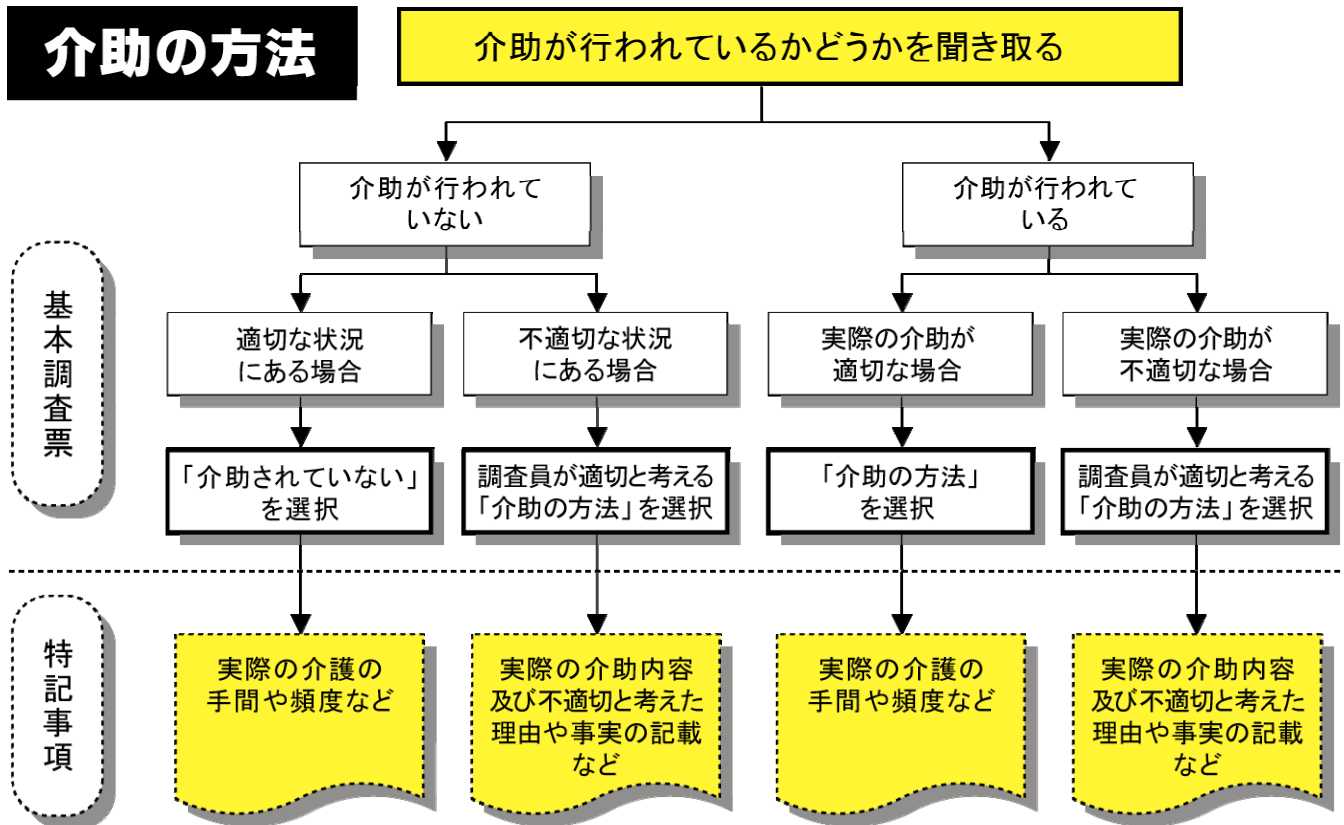 介助の方法
介助が行われているかどうかを聞き取る
介助が行われて
いない
介助が行われて
いる
基本調査票
適切な状況
にある場合
不適切な状況
にある場合
実際の介助が
適切な場合
実際の介助が
不適切な場合
「介助されていない」
を選択
調査員が適切と考える
「介助の方法」を選択
「介助の方法」
を選択
調査員が適切と考える
「介助の方法」を選択
特記事項
実際の介護の
手間や頻度など
実際の介助内容
及び不適切と考えた
理由や事実の記載
など
実際の介護の
手間や頻度など
実際の介助内容
及び不適切と考えた
理由や事実の記載
など